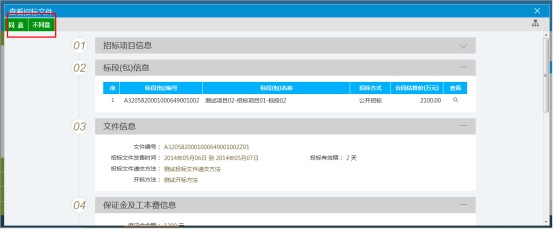 查看招标文件
同意 不同意
01 招标项目信息
02 标段(包)信息
序 标段(包)编号 标段(包)名称 招标方式 合同估算价(万元) 查看
1 A3205820001000649001002 测试项目02-招标项目01-标段02 公开招标 2100.00
03 文件信息
文件编号： A3205820001000649001002Z01
招标文件发售时间： 2014年05月06日 到 2014年05月07日 投标有效期： 2 天
投标文件递交方法： 测试投标文件递交方法
开标方法： 测试开标方法
04 保证金及工本费信息
保证金金额： 1200 元